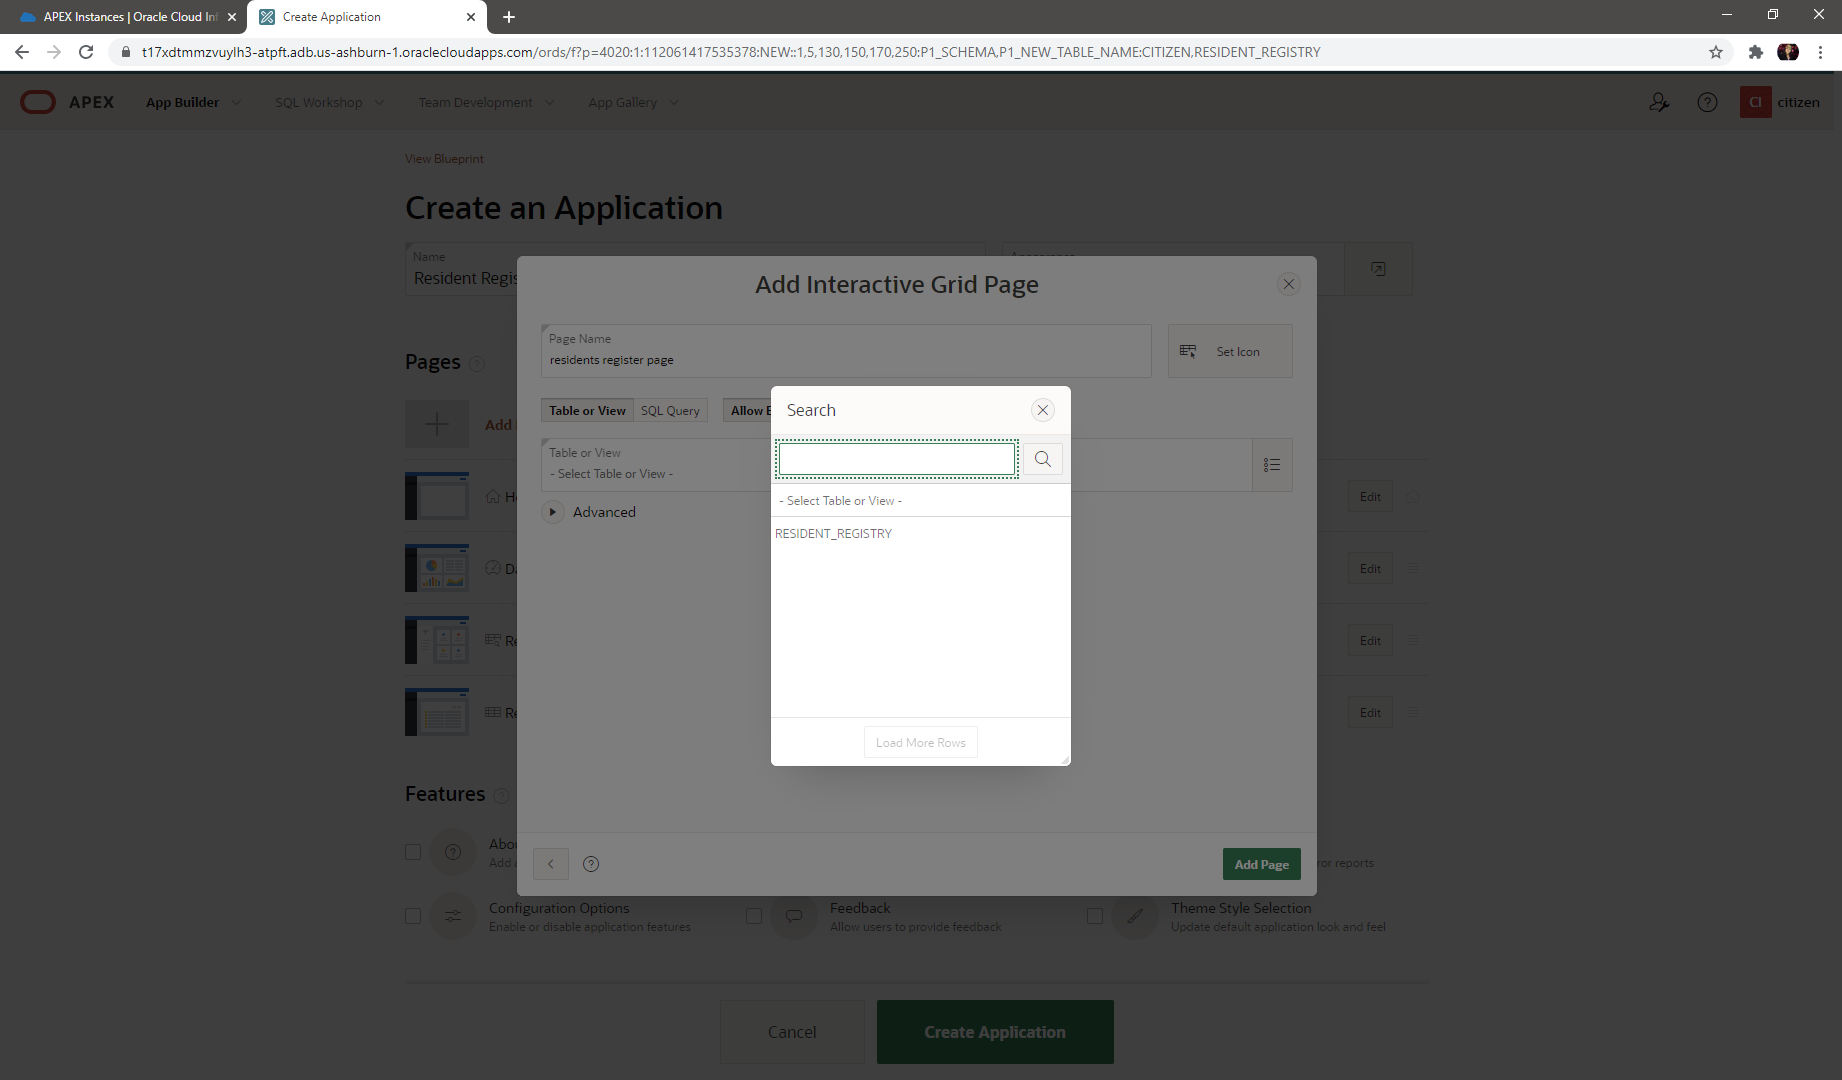 APEX Instances | Oracle Cloud Inf
Create Application
t17xdtmmzvuylh3-atpft.adb.us-ashburn-1.oraclecloudapps.com/ords/f?p=4020:1:112061417535378:NEW::1,5,130,150,170,250:P1_SCHEMA,P1_NEW_TABLE_NAME:CITIZEN,RESIDENT_REGISTRY
APEX App Builder SQL Workshop Team Development App Gallery CI citizen
View Blueprint
Create an Application
Name
Resident Regis
Add Interactive Grid Page
Page Name
residents register page
Set Icon
Pages
Table or View SQL Query Allow E
Add
Table or View
- Select Table or View -
Advanced
Search
- Select Table or View -
RESIDENT_REGISTRY
Load More Rows
Ho Edit
Da Edit
Re Edit
Re Edit
Features
Abou
Add
Add Page
ror reports
Configuration Options
Enable or disable application features
Feedback
Allow users to provide feedback
Theme Style Selection
Update default application look and feel
Cancel
Create Application